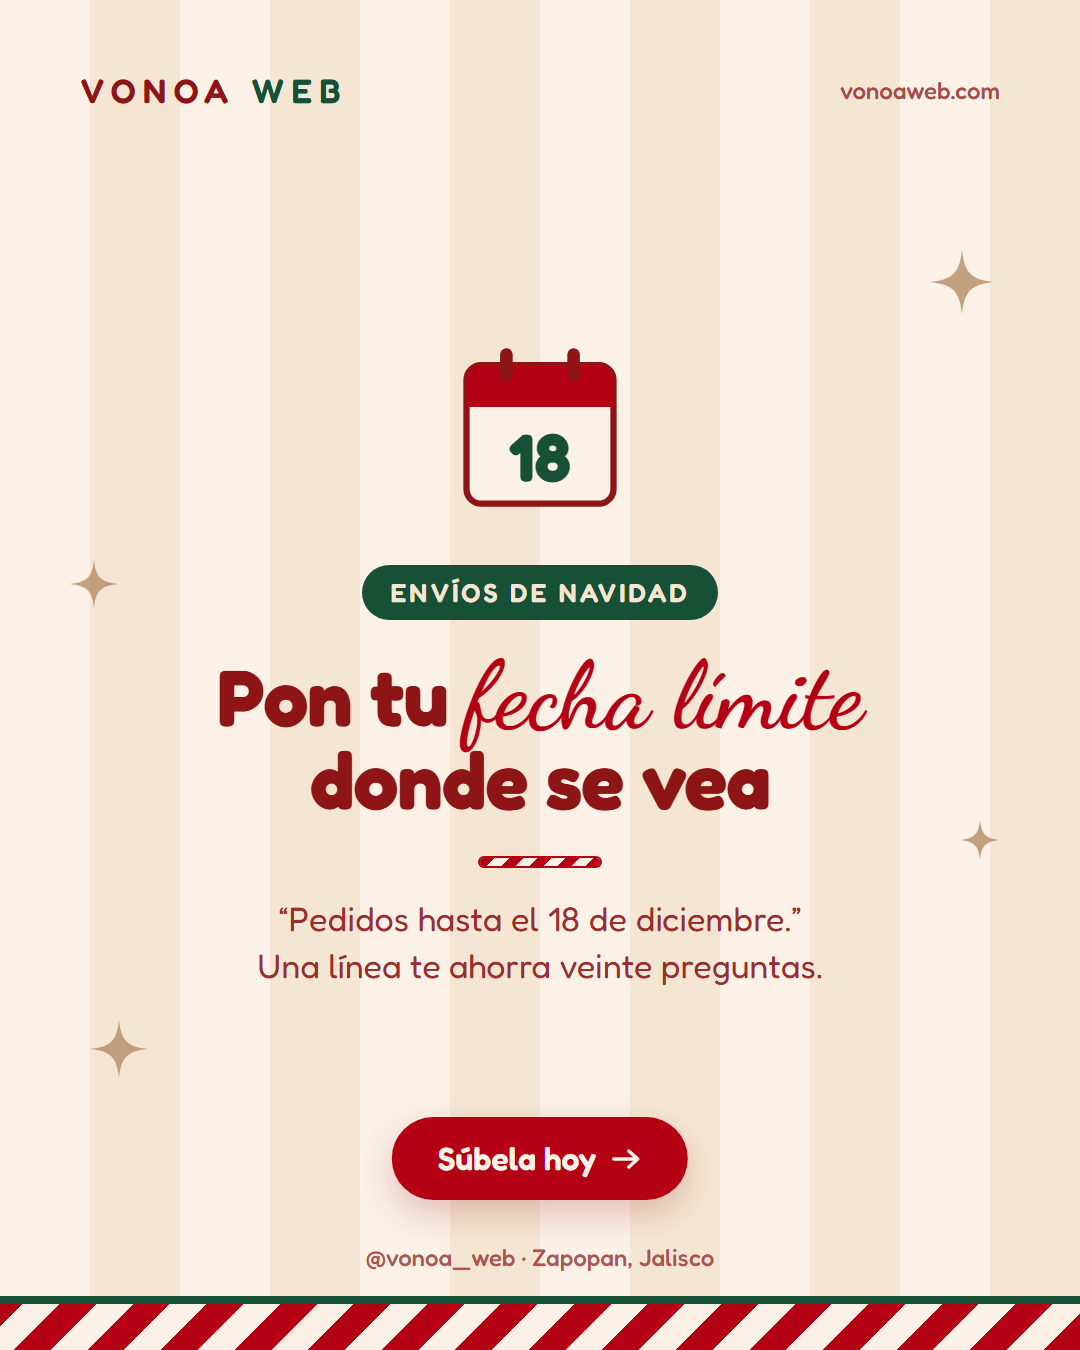 VONOA WEB
vonoaweb.com
18
ENVÍOS DE NAVIDAD
Pon tu fecha límite
donde se vea
“Pedidos hasta el 18 de diciembre.”
Una línea te ahorra veinte preguntas.
Súbela hoy →
@vonoa__web · Zapopan, Jalisco